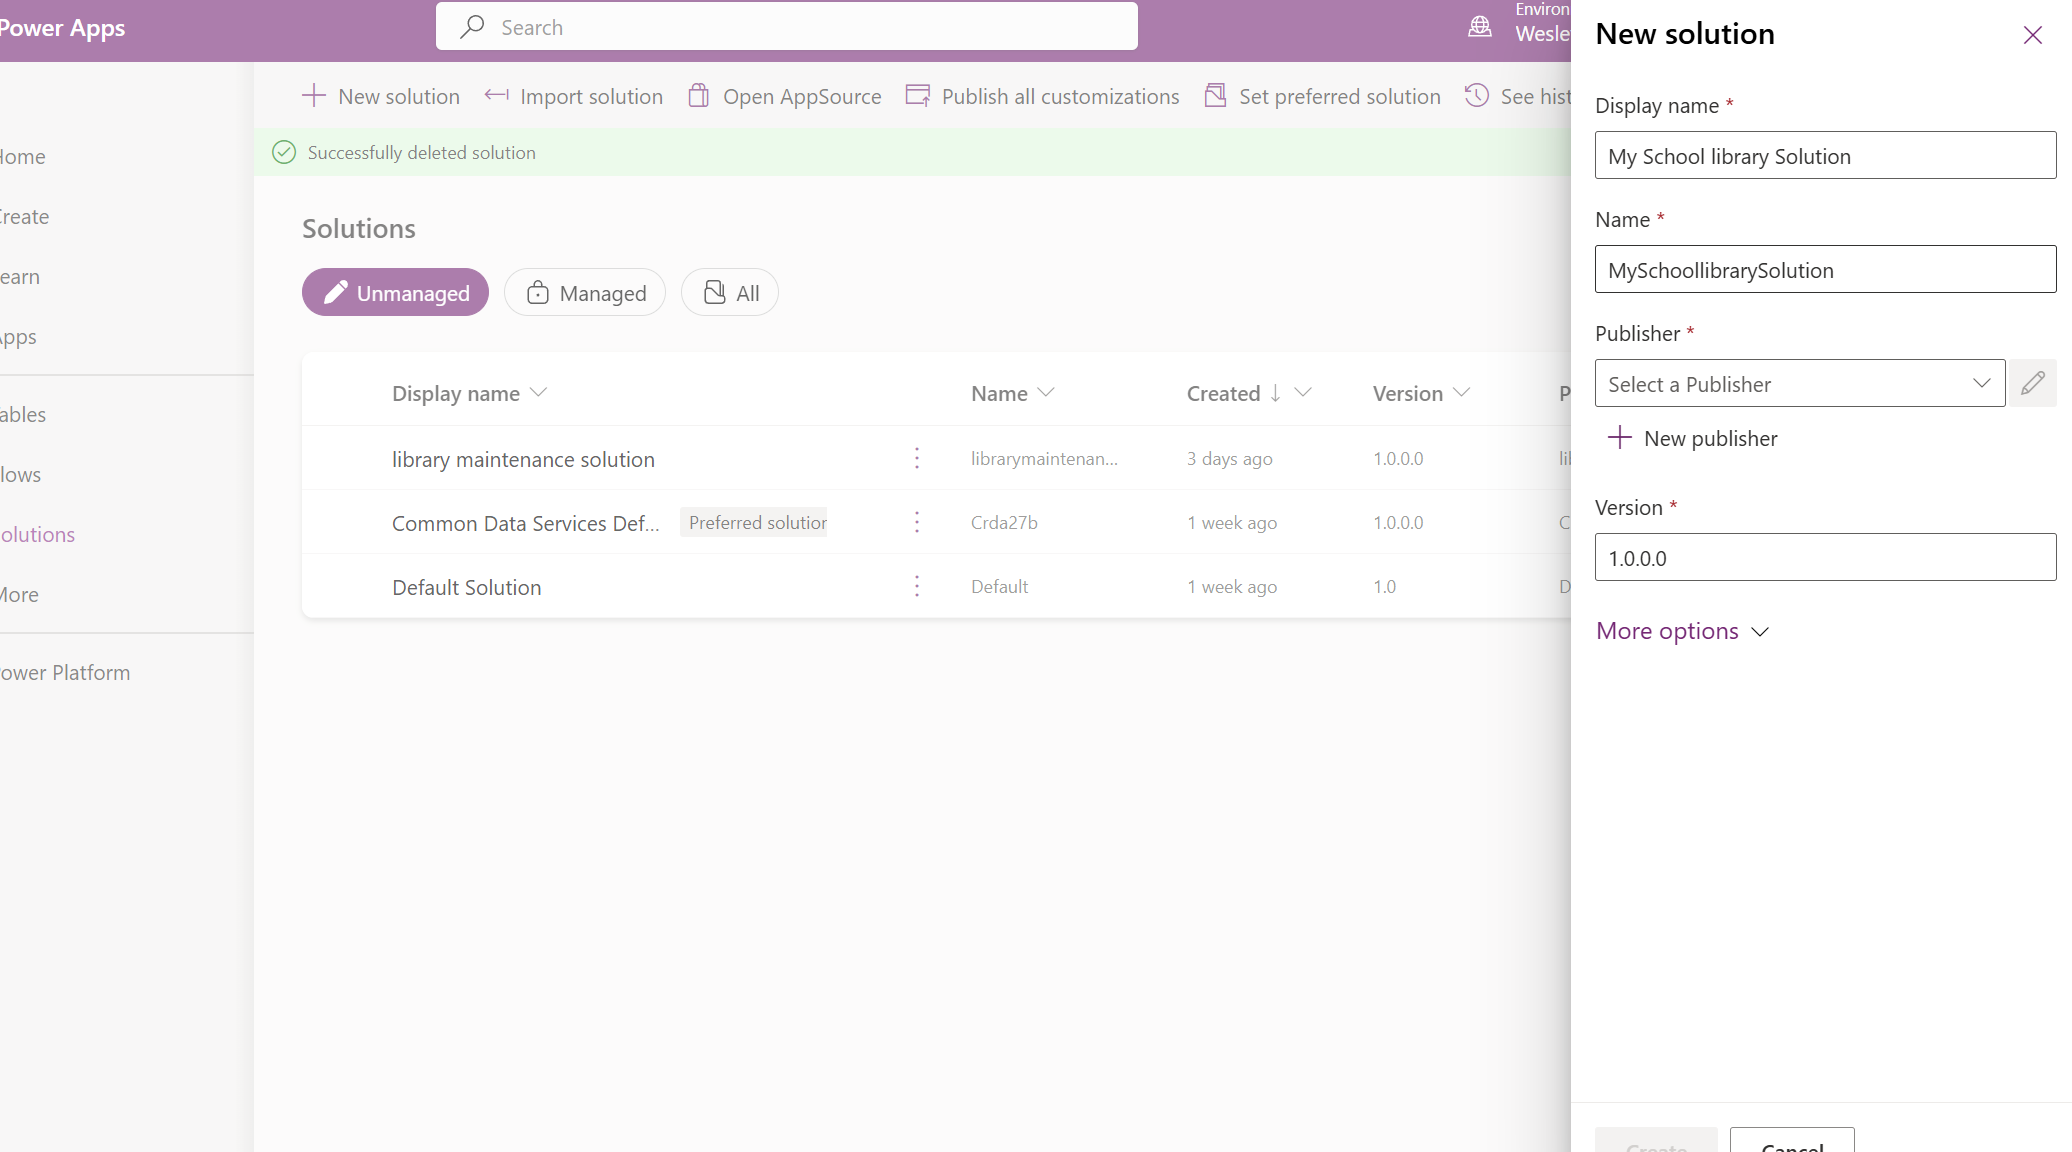 Power Apps
Search
Environ
Wesle
New solution
Import solution
Open AppSource
Publish all customizations
Set preferred solution
See hist
Successfully deleted solution
Home
Create
earn
Apps
ables
lows
olutions
More
ower Platform
Solutions
Unmanaged
Managed
All
Display name
Name
Created
Version
P
library maintenance solution
librarymaintenan...
3 days ago
1.0.0.0
lil
Common Data Services Def...
Preferred solution
Crda27b
1 week ago
1.0.0.0
C
Default Solution
Default
1 week ago
1.0
D
New solution
Display name *
My School library Solution
Name *
MySchoollibrarySolution
Publisher *
Select a Publisher
New publisher
Version *
1.0.0.0
More options
Create
Cancel